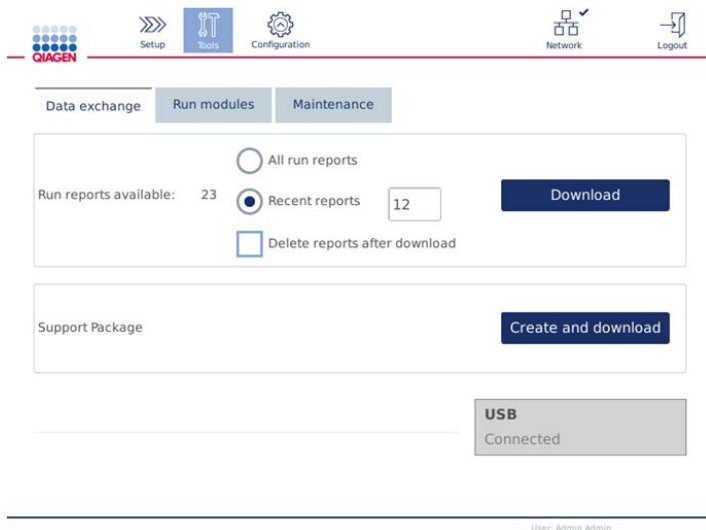 QIAGEN
Setup
Tools
Configuration
Network
Logout
Data exchange
Run modules
Maintenance
All run reports
Run reports available: 23
Recent reports 12
Download
Delete reports after download
Support Package
Create and download
USB
Connected
User: Admin Admin